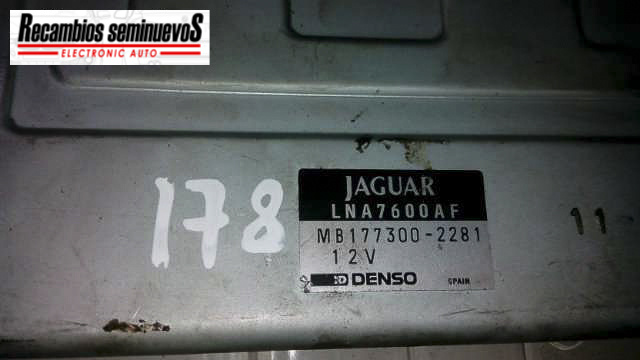 Recambios seminuevoS
ELECTRONIC AUTO
178
JAGUAR
LNA7600AF
MB177300-2281
12V
DENSO
SPAIN
11